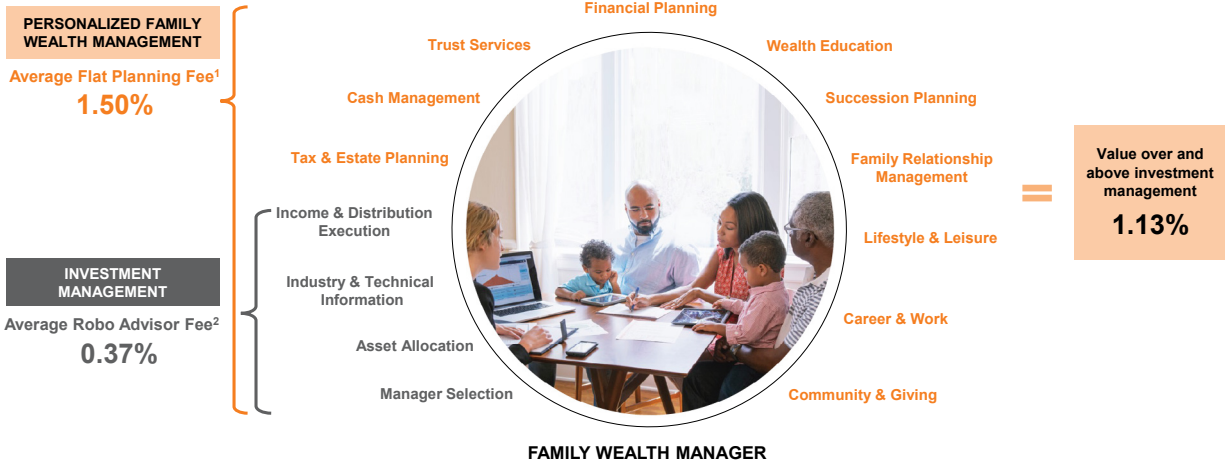 PERSONALIZED FAMILY
WEALTH MANAGEMENT
Average Flat Planning Fee¹
1.50%
INVESTMENT
MANAGEMENT
Average Robo Advisor Fee²
0.37%
Financial Planning
Trust Services
Cash Management
Tax & Estate Planning
Income & Distribution
Execution
Industry & Technical
Information
Asset Allocation
Manager Selection
Wealth Education
Succession Planning
Family Relationship
Management
Lifestyle & Leisure
Career & Work
Community & Giving
FAMILY WEALTH MANAGER
=
Value over and
above investment
management
1.13%